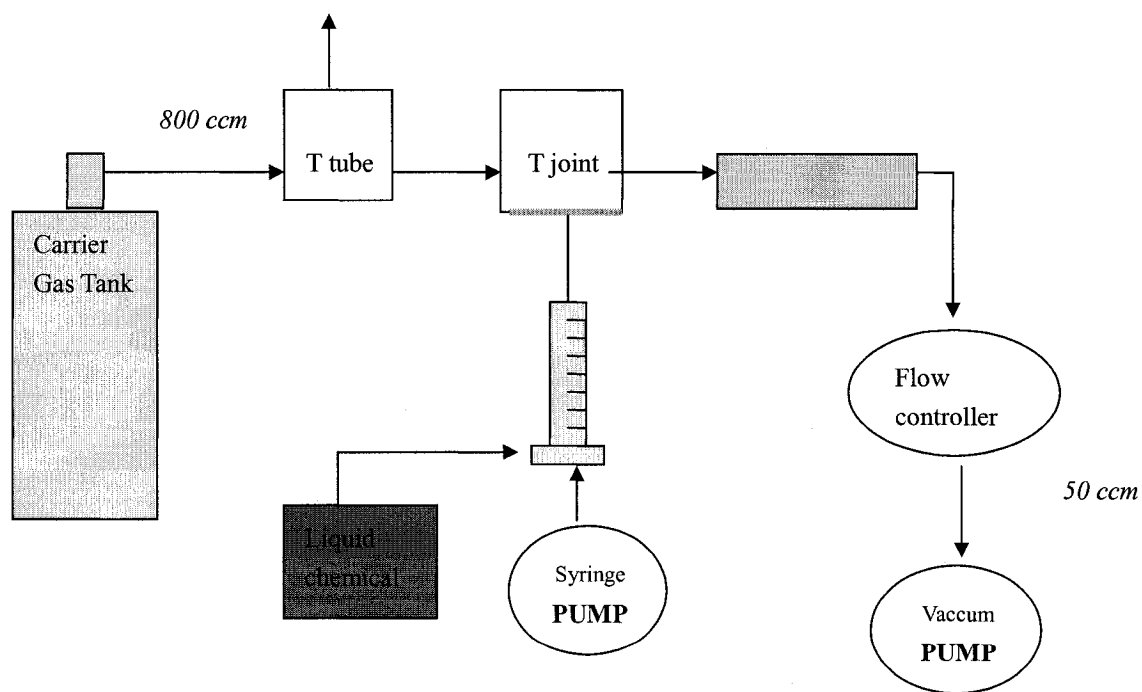 800 ccm
T tube
T joint
Carrier
Gas Tank
Flow
controller
50 ccm
Liquid
chemical
Syringe
PUMP
Vaccum
PUMP